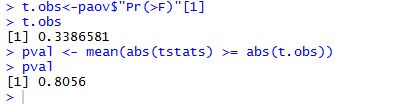 > t.obs<-paov$"Pr(>F)"[1]
> t.obs
[1] 0.3386581
> pval <- mean(abs(tstats) >= abs(t.obs))
> pval
[1] 0.8056
>